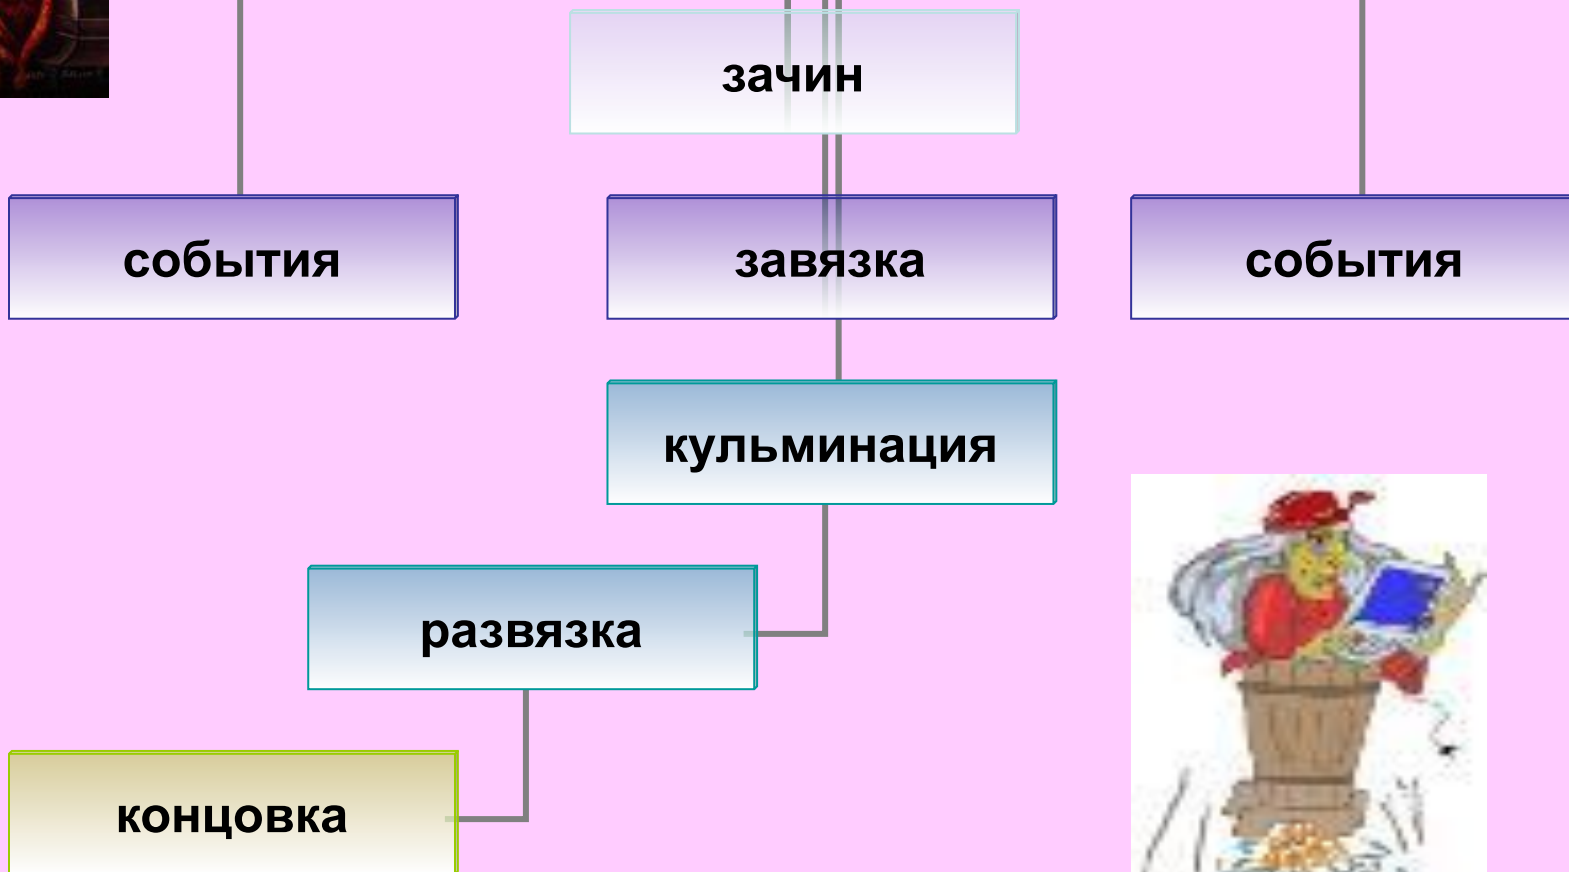 зачин
события
завязка
события
кульминация
развязка
концовка